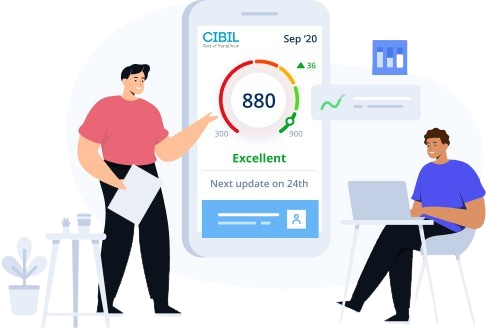 CIBIL
Part of TransUnion
Sep '20
36
880
300
900
Excellent
Next update on 24th